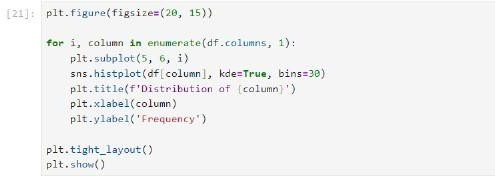 [21]: plt.figure(figsize=(20, 15))
for i, column in enumerate(df.columns, 1):
    plt.subplot(5, 6, i)
    sns.histplot(df[column], kde=True, bins=30)
    plt.title(f'Distribution of {column}')
    plt.xlabel(column)
    plt.ylabel('Frequency')
plt.tight_layout()
plt.show()